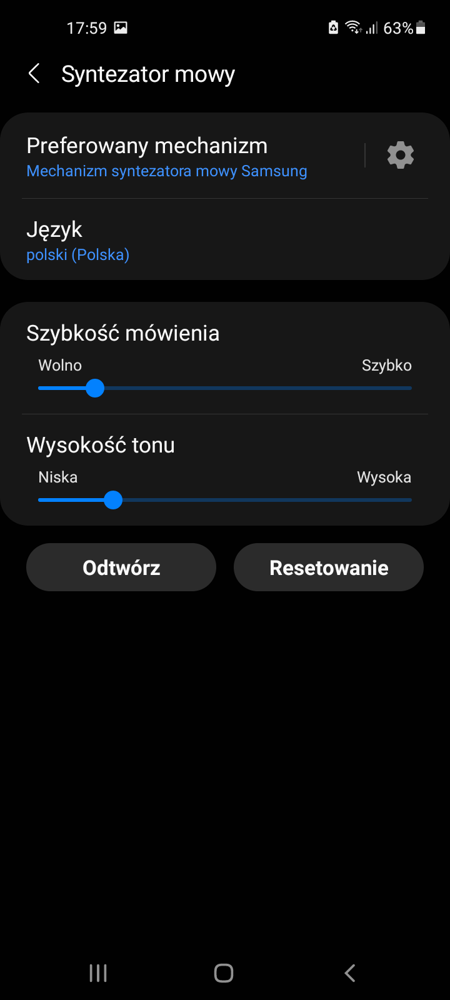 17:59
63%
Syntezator mowy
Preferowany mechanizm
Mechanizm syntezatora mowy Samsung
Język
polski (Polska)
Szybkość mówienia
Wolno Szybko
Wysokość tonu
Niska Wysoka
Odtwórz Resetowanie